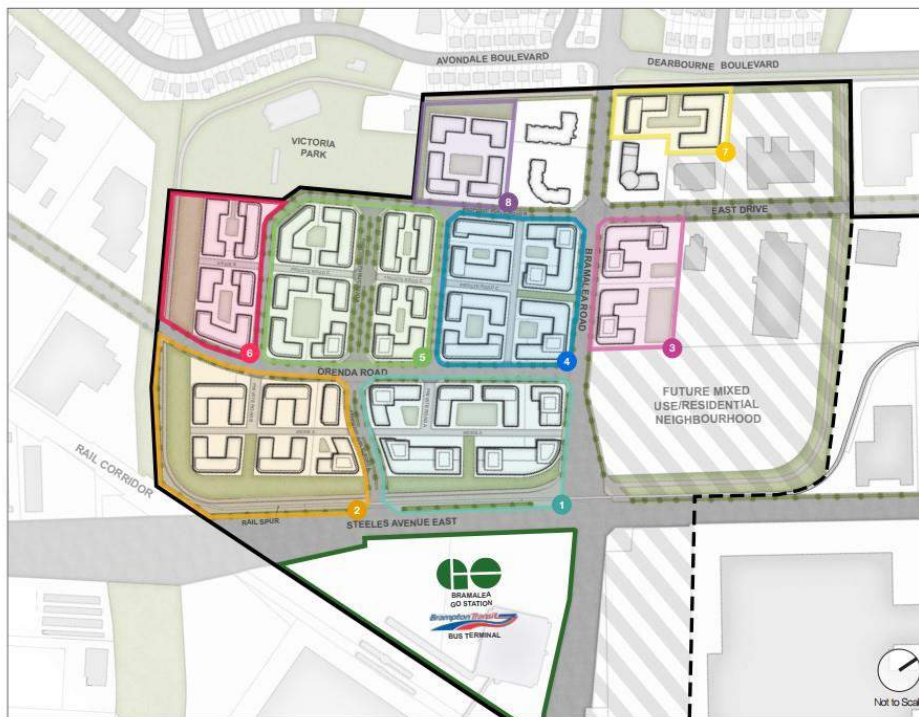 AVONDALE BOULEVARD
DEARBOURNE BOULEVARD
VICTORIA
PARK
7
8
EAST DRIVE
BRAMALEA ROAD
6
5
4
3
ORENDA ROAD
FUTURE MIXED
USE/RESIDENTIAL
NEIGHBOURHOOD
RAIL CORRIDOR
2
1
RAIL SPUR
STEELES AVENUE EAST
GO
BRAMALEA
GO STATION
Brampton Transit
BUS TERMINAL
Not to Scal